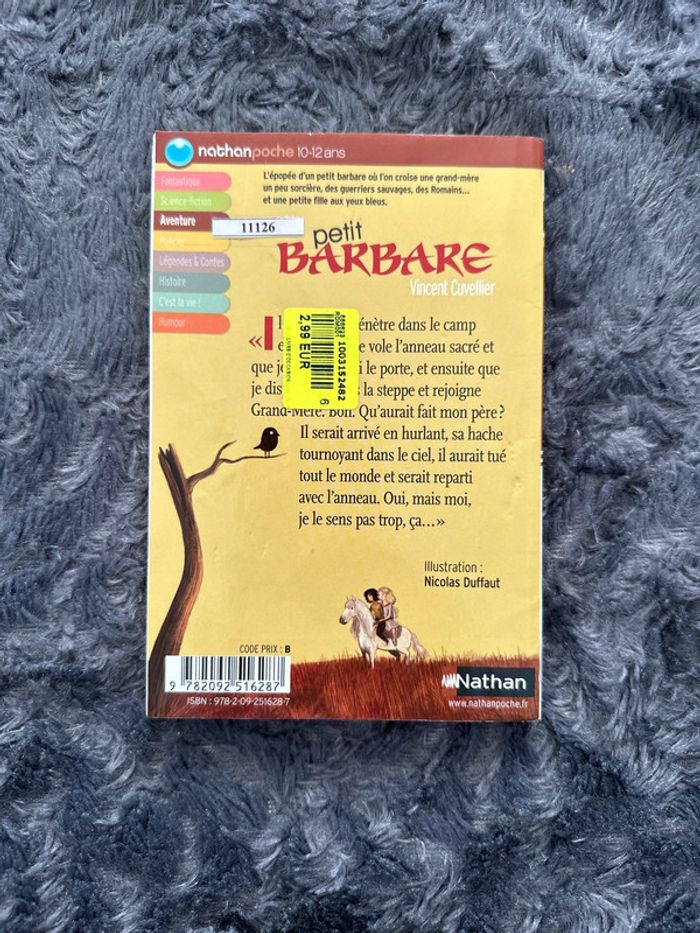 nathanpoche 10-12 ans
Fantastique
Science-fiction
Aventure
Policier
Légendes & Contes
Histoire
C'est la vie !
Humour
L'épopée d'un petit barbare où l'on croise une grand-mère
un peu sorcière, des guerriers sauvages, des Romains...
et une petite fille aux yeux bleus.
11126
petit
BARBARE
Vincent Cuvellier
« I énètre dans le camp
e vole l'anneau sacré et
que je i le porte, et ensuite que
je dis la steppe et rejoigne
Grand-Mère. Bon. Qu'aurait fait mon père ?
Il serait arrivé en hurlant, sa hache
tournoyant dans le ciel, il aurait tué
tout le monde et serait reparti
avec l'anneau. Oui, mais moi,
je le sens pas trop, ça... »
1003152482
2,99 EUR
6
Illustration :
Nicolas Duffaut
CODE PRIX : B
9 782092 516287
ISBN : 978-2-09-251628-7
Nathan
www.nathanpoche.fr